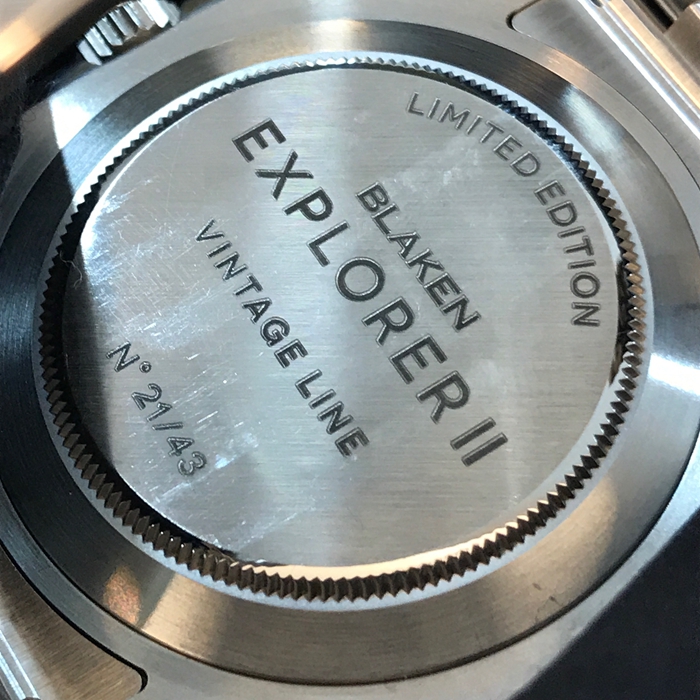 LIMITED EDITION
BLAKEN
EXPLORER II
VINTAGE LINE
N° 21/43